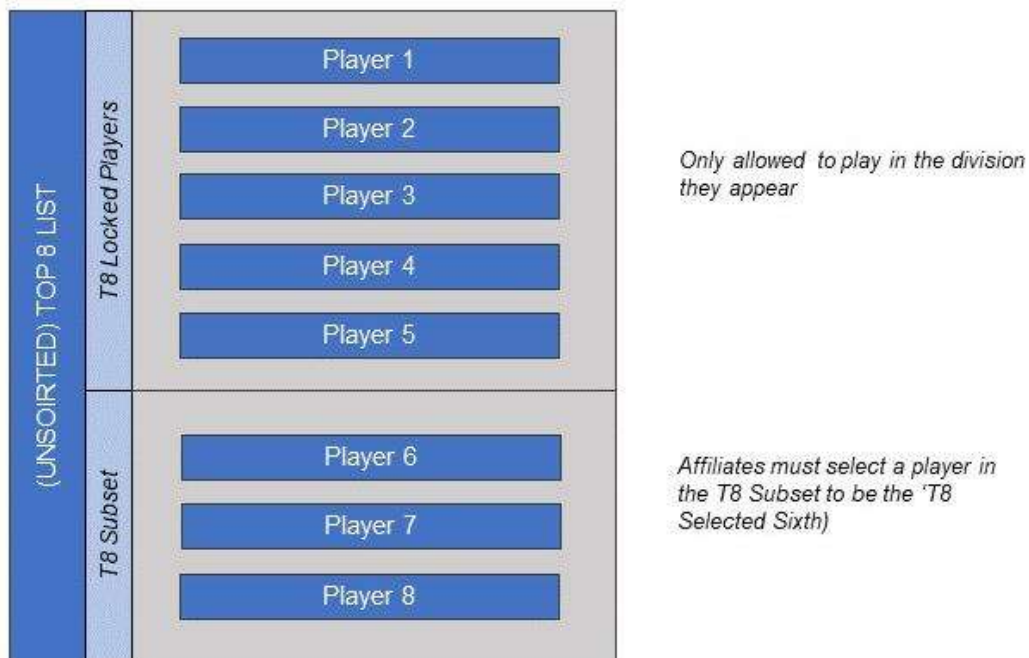 (UNSOIRTED) TOP 8 LIST
T8 Locked Players
Player 1
Player 2
Player 3
Player 4
Player 5
Only allowed to play in the division
they appear
T8 Subset
Player 6
Player 7
Player 8
Affiliates must select a player in
the T8 Subset to be the ‘T8
Selected Sixth)